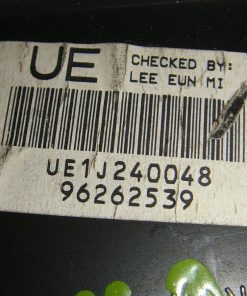 UE
CHECKED BY:
LEE EUN MI
UE1J240048
96262539